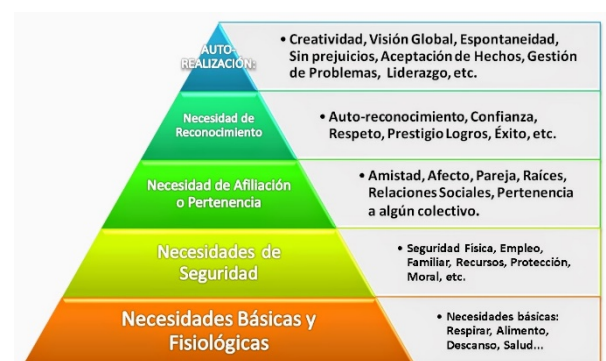 AUTO-
REALIZACIÓN:
• Creatividad, Visión Global, Espontaneidad,
Sin prejuicios, Aceptación de Hechos, Gestión
de Problemas, Liderazgo, etc.
Necesidad de
Reconocimiento
• Auto-reconocimiento, Confianza,
Respeto, Prestigio Logros, Éxito, etc.
Necesidad de Afiliación
o Pertenencia
• Amistad, Afecto, Pareja, Raíces,
Relaciones Sociales, Pertenencia
a algún colectivo.
Necesidades de
Seguridad
• Seguridad Física, Empleo,
Familiar, Recursos, Protección,
Moral, etc.
Necesidades Básicas y
Fisiológicas
• Necesidades básicas:
Respirar, Alimento,
Descanso, Salud...